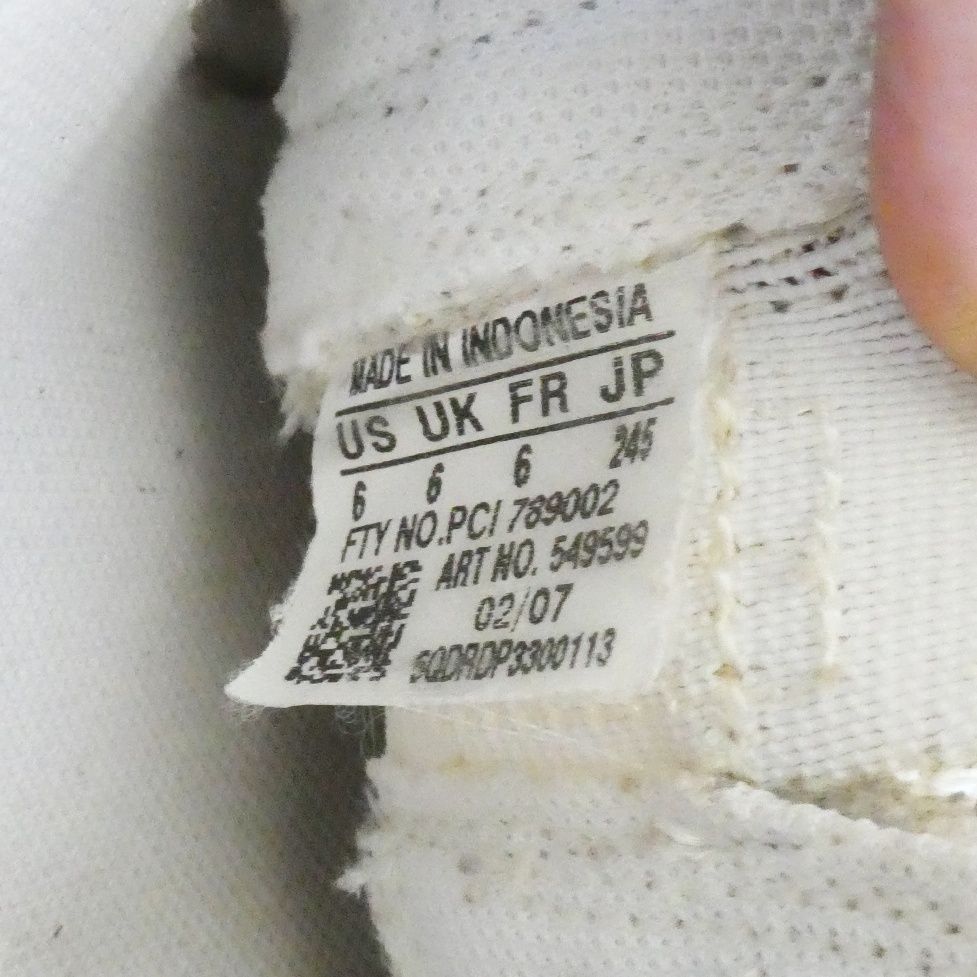 MADE IN INDONESIA
US UK FR JP
6 6 6 245
FTY NO.PCI 789002
ART NO. 549599
02/07
SQDRDP3300113